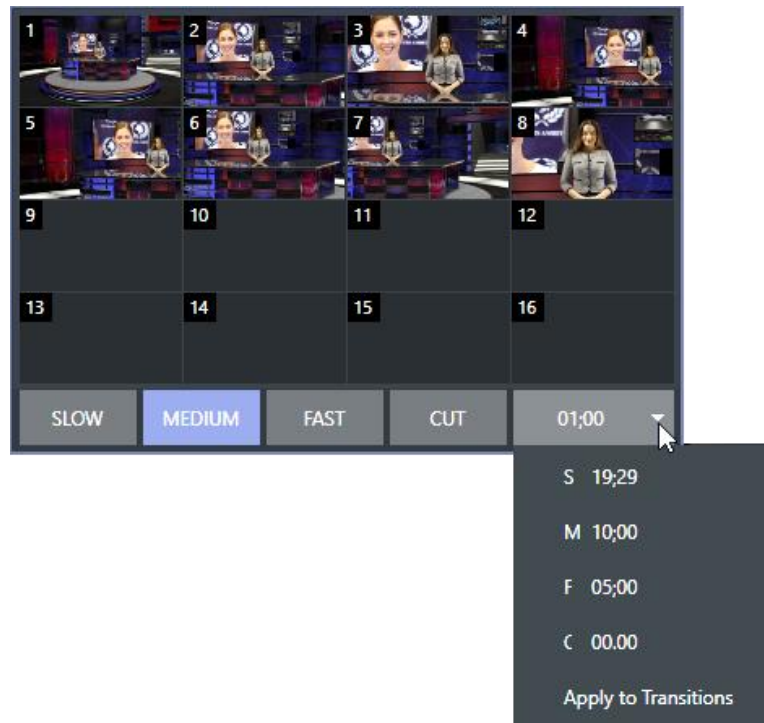 1 2 3 4
5 6 7 8
9 10 11 12
13 14 15 16
SLOW MEDIUM FAST CUT 01;00
S 19;29
M 10;00
F 05;00
C 00.00
Apply to Transitions